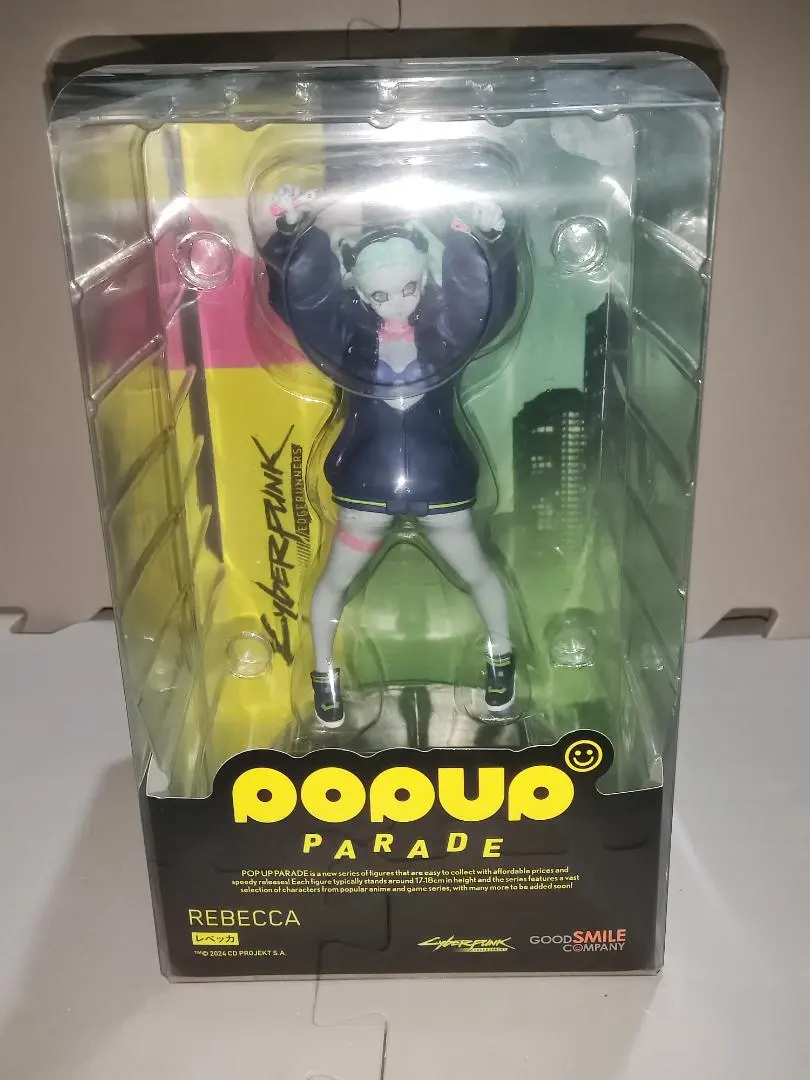 CYBERPUNK
EDGERUNNERS
POPUP
PARADE
POP UP PARADE is a new series of figures that are easy to collect with affordable prices and
speedy releases! Each figure typically stands around 17-18cm in height and the series features a vast
selection of characters from popular anime and game series, with many more to be added soon!
REBECCA
レベッカ
™© 2024 CD PROJEKT S.A.
CYBERPUNK
GOODSMILE
COMPANY